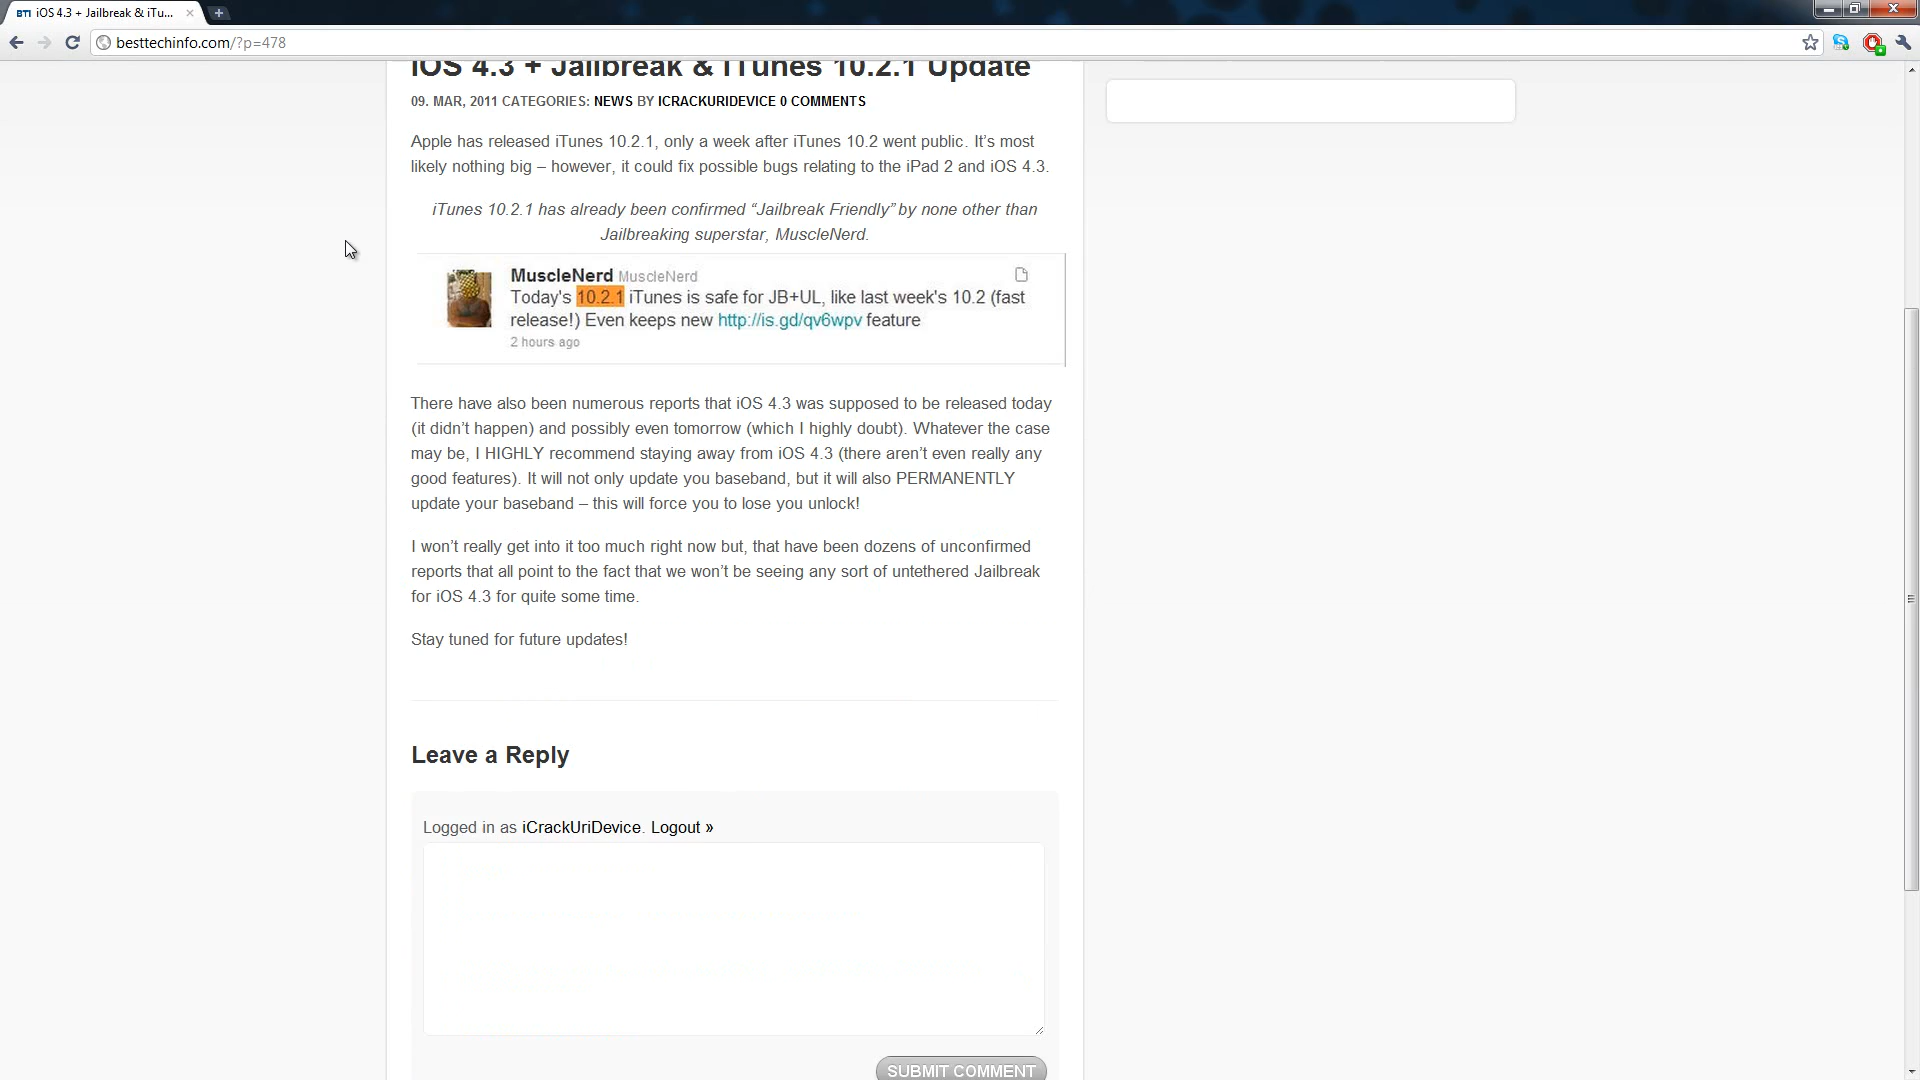 BTI iOS 4.3 + Jailbreak & iTu...
besttechinfo.com/?p=478
iOS 4.3 + Jailbreak & iTunes 10.2.1 Update
09. MAR, 2011 CATEGORIES: NEWS BY ICRACKURIDEVICE 0 COMMENTS
Apple has released iTunes 10.2.1, only a week after iTunes 10.2 went public. It’s most
likely nothing big – however, it could fix possible bugs relating to the iPad 2 and iOS 4.3.
iTunes 10.2.1 has already been confirmed “Jailbreak Friendly” by none other than
Jailbreaking superstar, MuscleNerd.
MuscleNerd MuscleNerd
Today's 10.2.1 iTunes is safe for JB+UL, like last week's 10.2 (fast
release!) Even keeps new http://is.gd/qv6wpv feature
2 hours ago
There have also been numerous reports that iOS 4.3 was supposed to be released today
(it didn’t happen) and possibly even tomorrow (which I highly doubt). Whatever the case
may be, I HIGHLY recommend staying away from iOS 4.3 (there aren’t even really any
good features). It will not only update you baseband, but it will also PERMANENTLY
update your baseband – this will force you to lose you unlock!
I won’t really get into it too much right now but, that have been dozens of unconfirmed
reports that all point to the fact that we won’t be seeing any sort of untethered Jailbreak
for iOS 4.3 for quite some time.
Stay tuned for future updates!
Leave a Reply
Logged in as iCrackUriDevice. Logout »
SUBMIT COMMENT